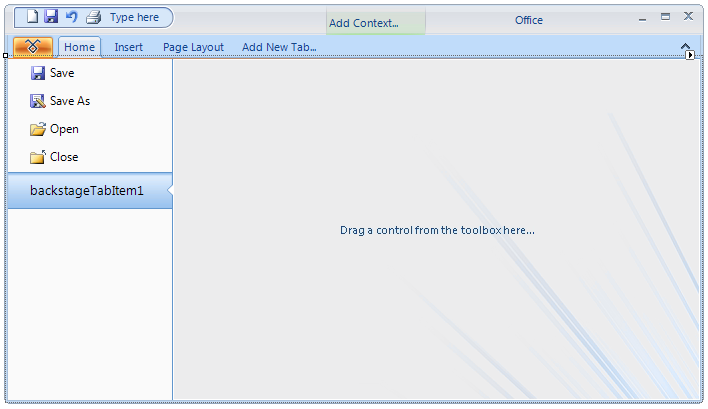 Type here
Add Context...
Office
Home
Insert
Page Layout
Add New Tab...
Save
Save As
Open
Close
backstageTabItem1
Drag a control from the toolbox here...